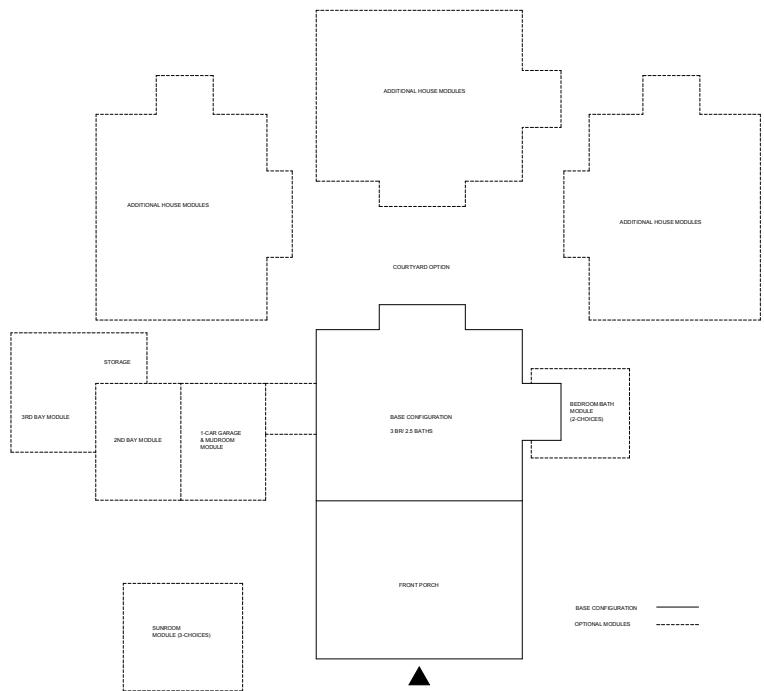 ADDITIONAL HOUSE MODULES
ADDITIONAL HOUSE MODULES
ADDITIONAL HOUSE MODULES
COURTYARD OPTION
STORAGE
3RD BAY MODULE
2ND BAY MODULE
1-CAR GARAGE
& MUDROOM
MODULE
BASE CONFIGURATION
3 BR/ 2.5 BATHS
BEDROOM/BATH
MODULE
(2-CHOICES)
FRONT PORCH
SUNROOM
MODULE (3-CHOICES)
BASE CONFIGURATION
OPTIONAL MODULES